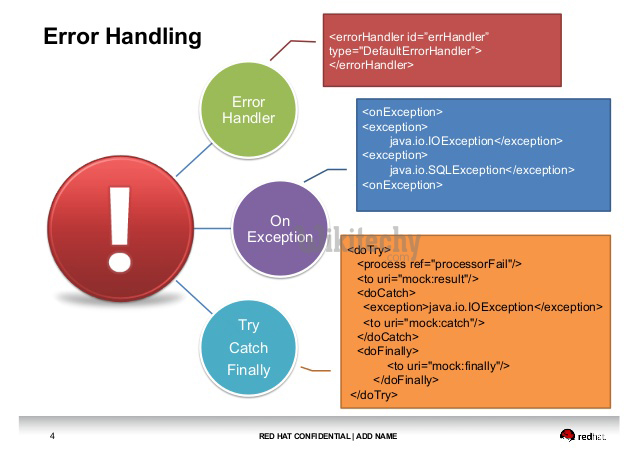 Error Handling
<errorHandler id="errHandler"
type="DefaultErrorHandler">
</errorHandler>
Error
Handler
<onException>
<exception>
java.io.IOException</exception>
<exception>
java.io.SQLException</exception>
<onException>
!
On
Exception
Wikitechy
.com
<doTry>
<process ref="processorFail"/>
<to uri="mock:result"/>
<doCatch>
<exception>java.io.IOException</exception>
<to uri="mock:catch"/>
</doCatch>
<doFinally>
<to uri="mock:finally"/>
</doFinally>
</doTry>
Try
Catch
Finally
4
RED HAT CONFIDENTIAL | ADD NAME
redhat.